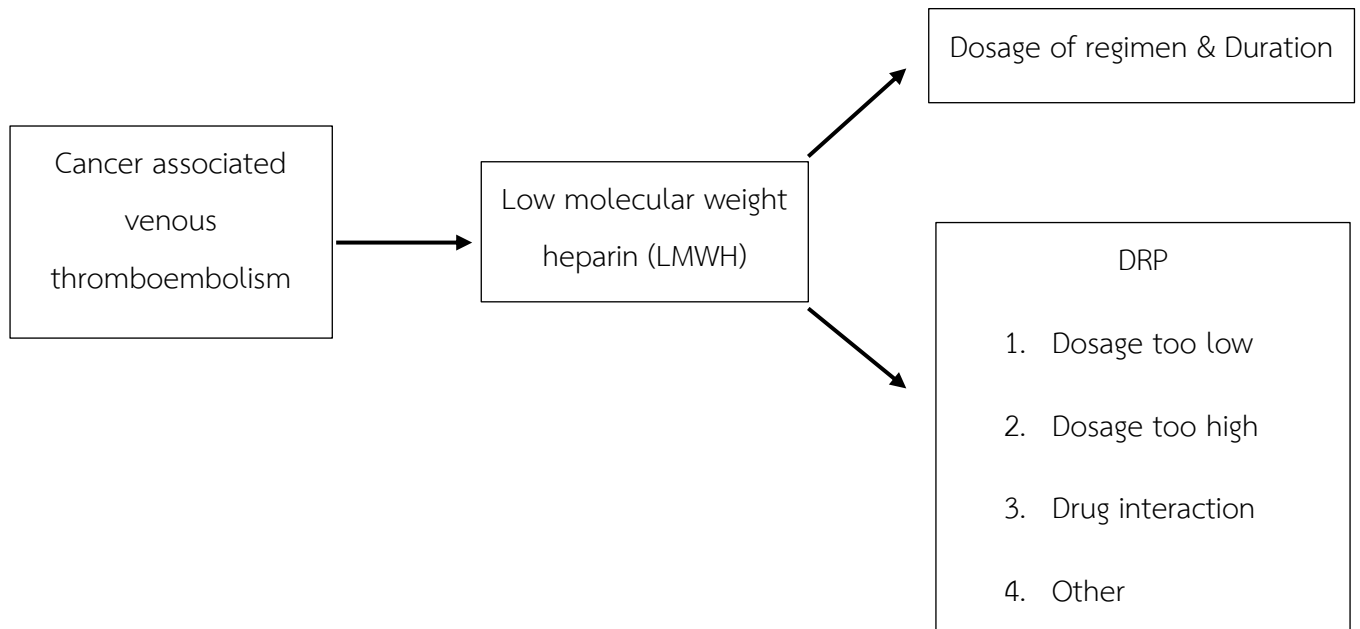 Cancer associated
venous
thromboembolism
Low molecular weight
heparin (LMWH)
Dosage of regimen & Duration
DRP
1. Dosage too low
2. Dosage too high
3. Drug interaction
4. Other